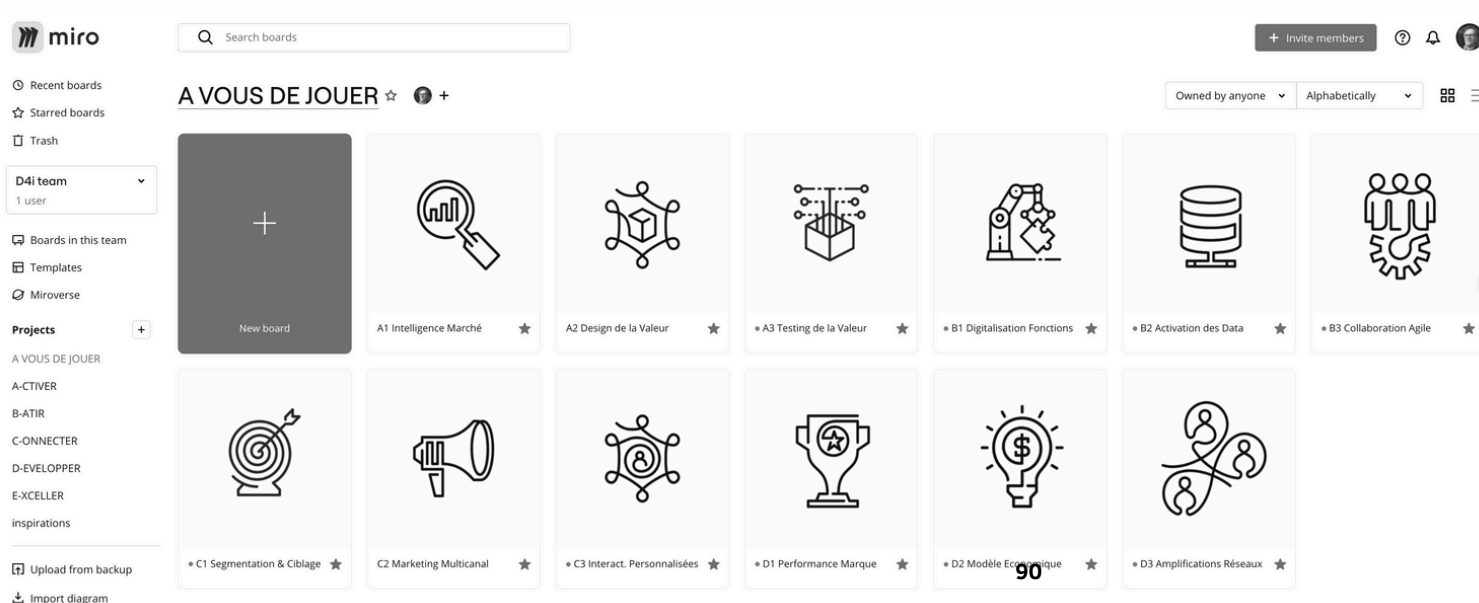 miro
Search boards
+ Invite members
Recent boards
Starred boards
Trash
D4i team
1 user
Boards in this team
Templates
Miroverse
Projects
+
A VOUS DE JOUER
A-CTIVER
B-ATIR
C-ONNECTER
D-EVELOPPER
E-XCELLER
inspirations
Upload from backup
Import diagram
A VOUS DE JOUER
+
Owned by anyone
Alphabetically
New board
A1 Intelligence Marché
A2 Design de la Valeur
• A3 Testing de la Valeur
• B1 Digitalisation Fonctions
• B2 Activation des Data
• B3 Collaboration Agile
• C1 Segmentation & Ciblage
C2 Marketing Multicanal
• C3 Interact. Personnalisées
• D1 Performance Marque
• D2 Modèle Economique
• D3 Amplifications Réseaux
90